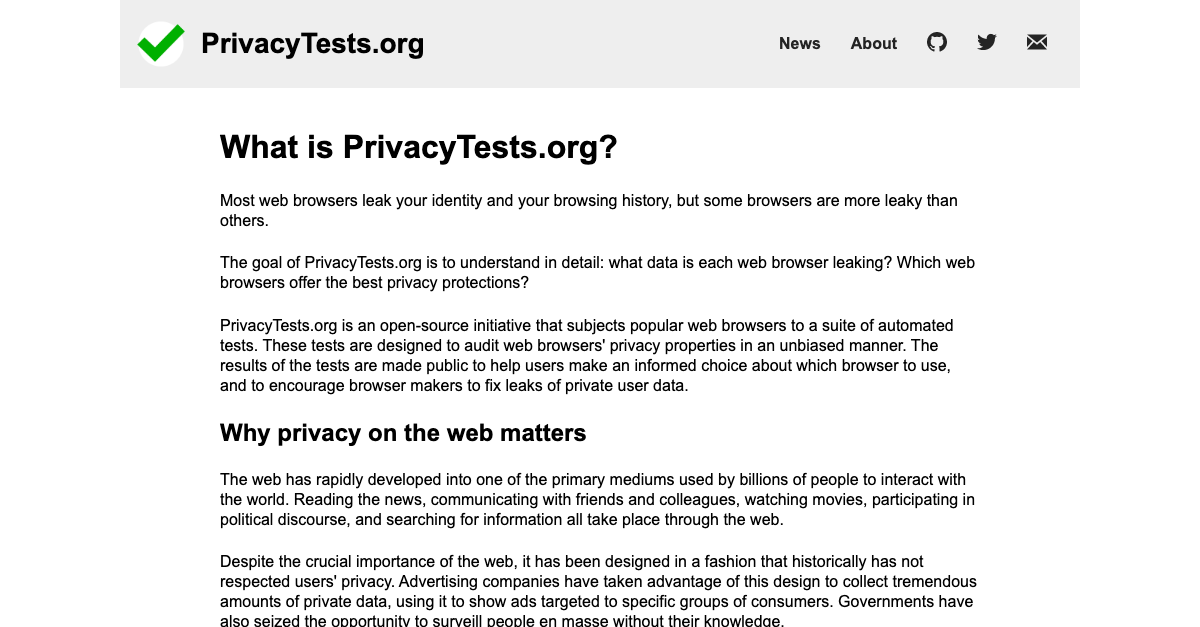 PrivacyTests.org
News About
What is PrivacyTests.org?
Most web browsers leak your identity and your browsing history, but some browsers are more leaky than
others.
The goal of PrivacyTests.org is to understand in detail: what data is each web browser leaking? Which web
browsers offer the best privacy protections?
PrivacyTests.org is an open-source initiative that subjects popular web browsers to a suite of automated
tests. These tests are designed to audit web browsers' privacy properties in an unbiased manner. The
results of the tests are made public to help users make an informed choice about which browser to use,
and to encourage browser makers to fix leaks of private user data.
Why privacy on the web matters
The web has rapidly developed into one of the primary mediums used by billions of people to interact with
the world. Reading the news, communicating with friends and colleagues, watching movies, participating in
political discourse, and searching for information all take place through the web.
Despite the crucial importance of the web, it has been designed in a fashion that historically has not
respected users' privacy. Advertising companies have taken advantage of this design to collect tremendous
amounts of private data, using it to show ads targeted to specific groups of consumers. Governments have
also seized the opportunity to surveill people en masse without their knowledge.